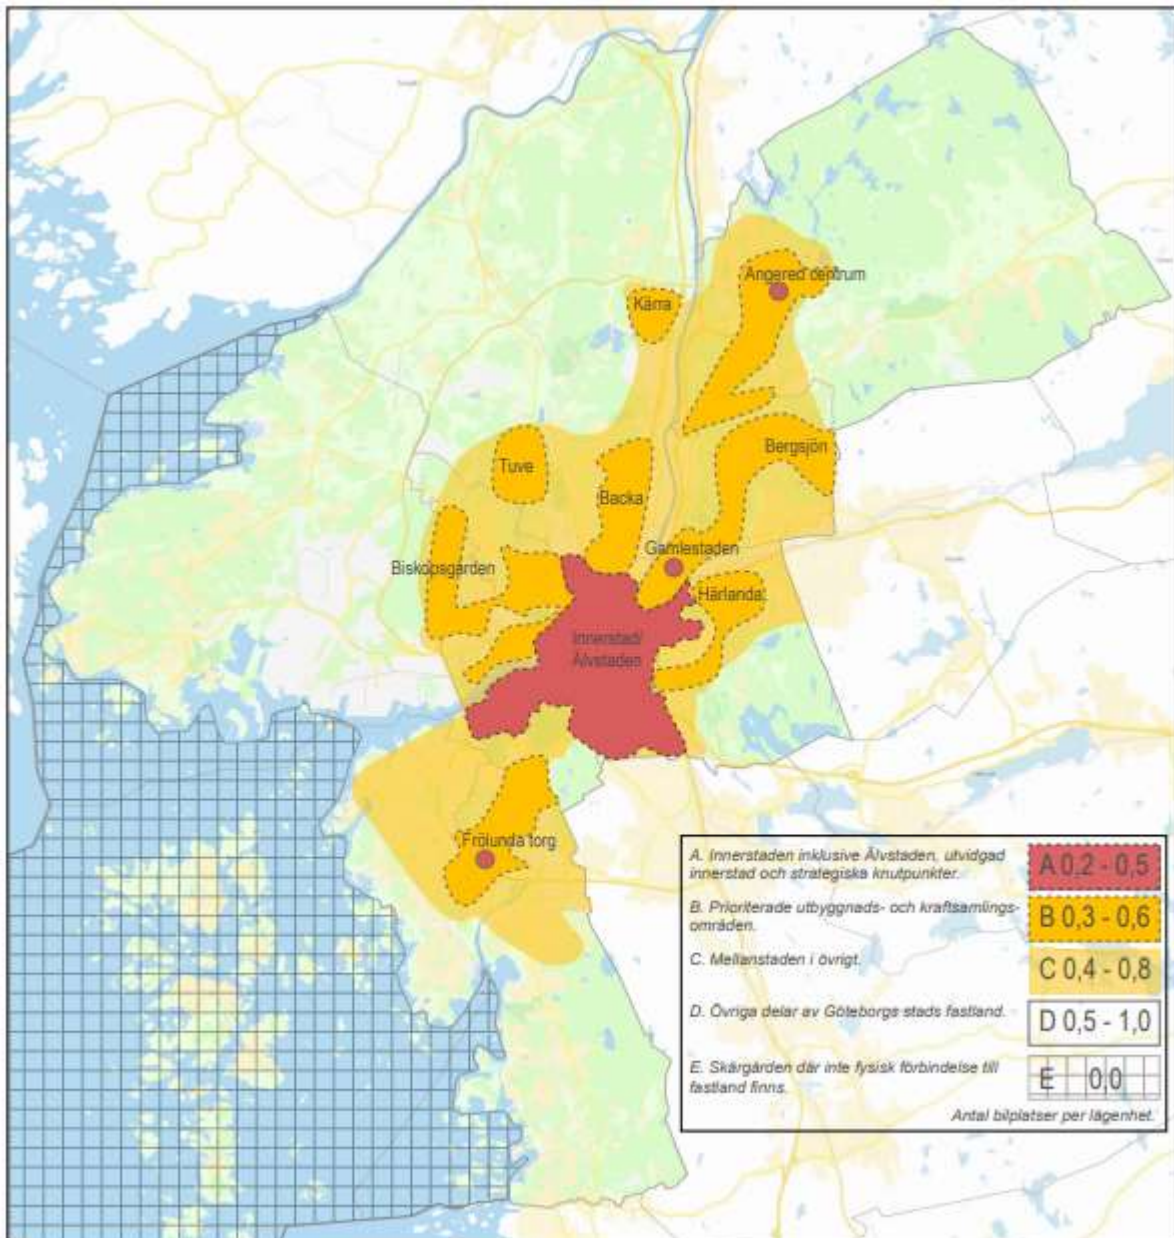 Angered centrum
Kärra
Bergsjön
Tuve
Backa
Gamlestaden
Biskopsgården
Härlanda
Innerstad/
Älvstaden
Frölunda torg
A. Innerstaden inklusive Älvstaden, utvidgad
innerstad och strategiska knutpunkter.
A 0,2 - 0,5
B. Prioriterade utbyggnads- och kraftsamlings-
områden.
B 0,3 - 0,6
C. Mellanstaden i övrigt.
C 0,4 - 0,8
D. Övriga delar av Göteborgs stads fastland.
D 0,5 - 1,0
E. Skärgården där inte fysisk förbindelse till
fastland finns.
E 0,0
Antal bilplatser per lägenhet.